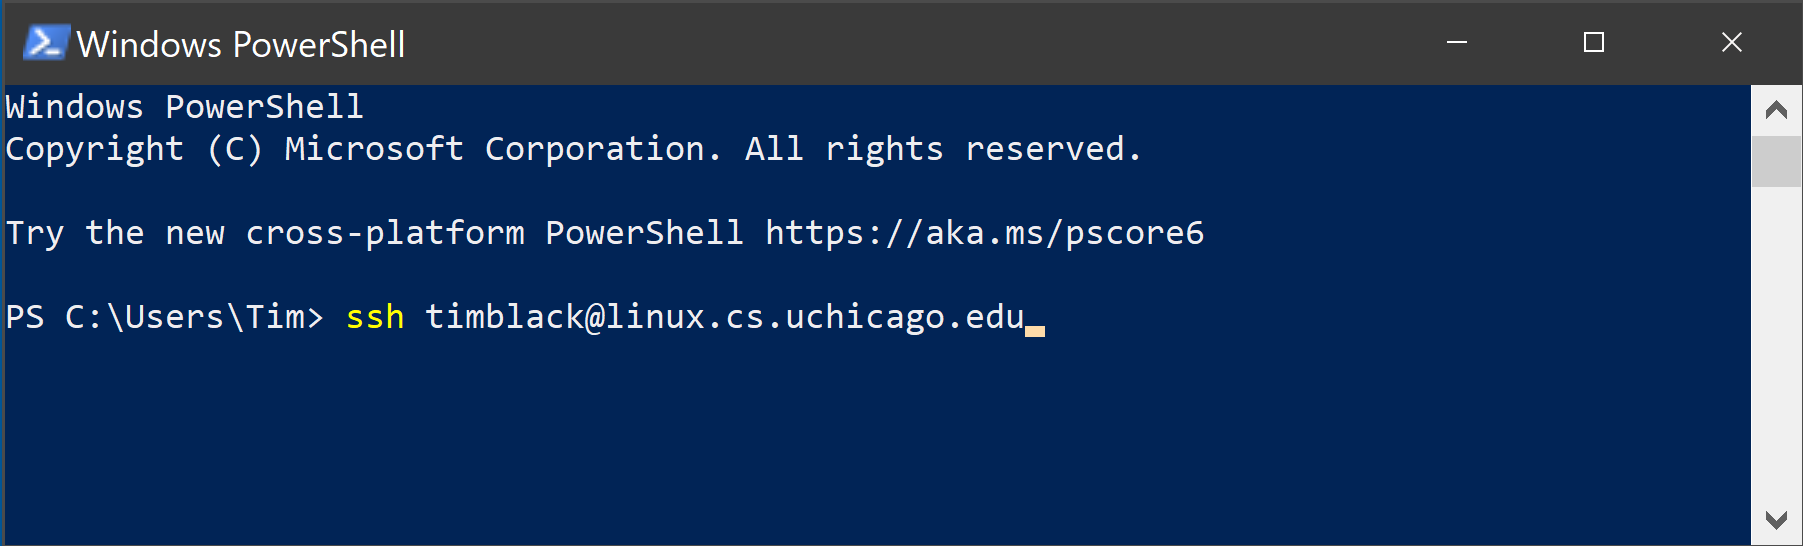 Windows PowerShell
Windows PowerShell
Copyright (C) Microsoft Corporation. All rights reserved.
Try the new cross-platform PowerShell https://aka.ms/pscore6
PS C:\Users\Tim> ssh timblack@linux.cs.uchicago.edu